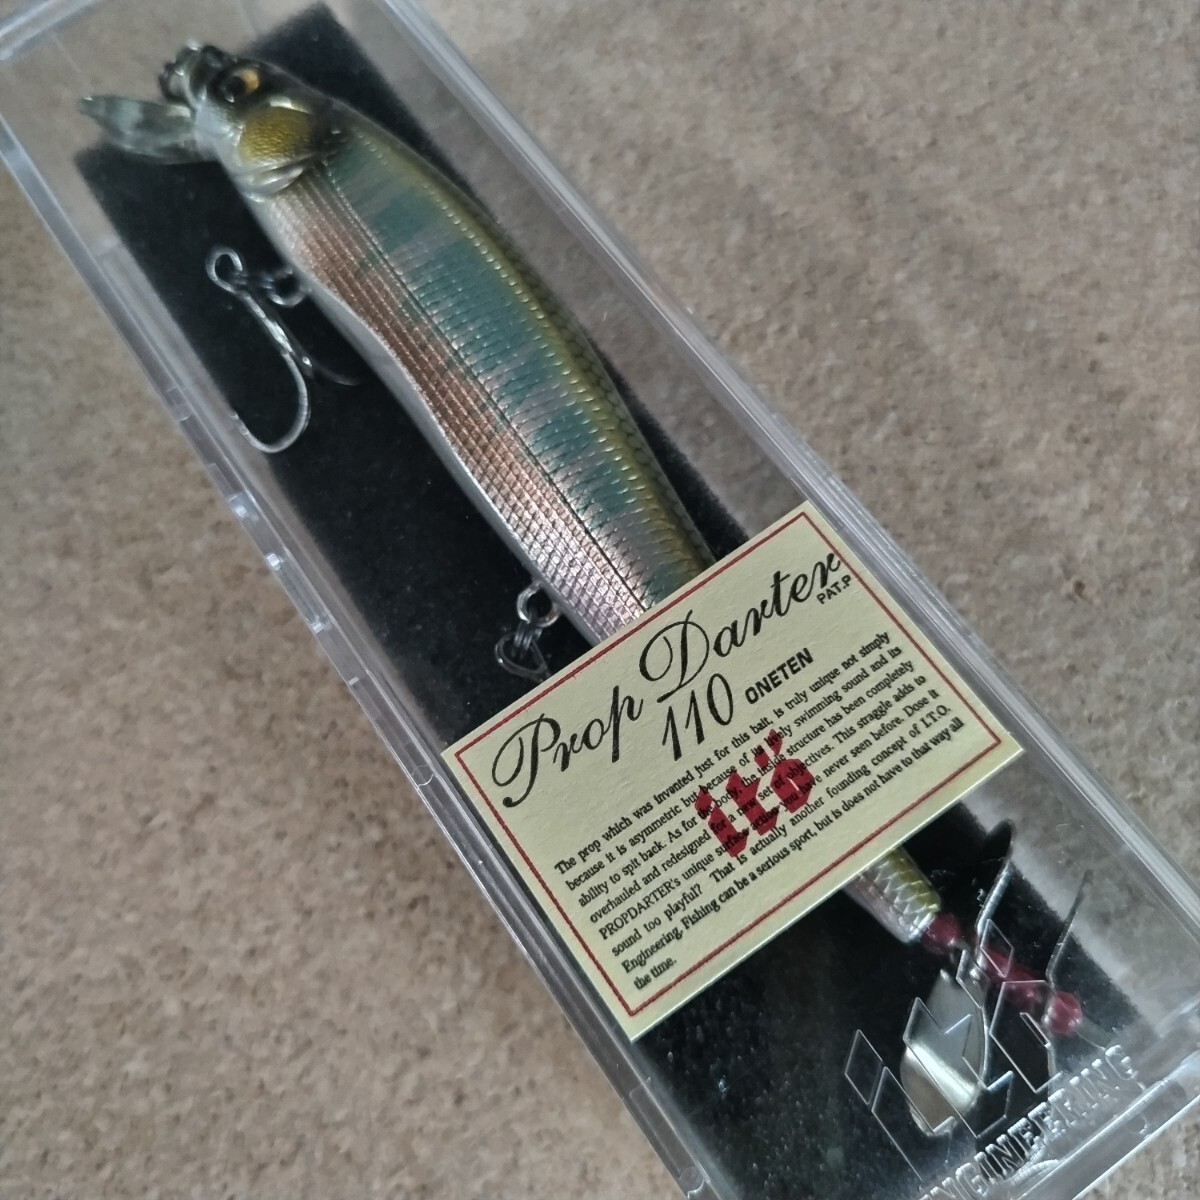 Prop Darter
PAT.P
110 ONETEN
The prop which was invanted just for this bait, is truly unique not simply
because it is asymmetric but because of its lively swimming sound and its
ability to spit back. As for the body, the inside structure has been completely
overhauled and redesigned for a new set of objectives. This straggle adds to
PROPDARTER's unique surface action you have never seen before. Dose it
sound too playful? That is actually another founding concept of I.T.O.
Engineering. Fishing can be a serious sport, but is does not have to that way all
the time.
it's
ENGINEERING